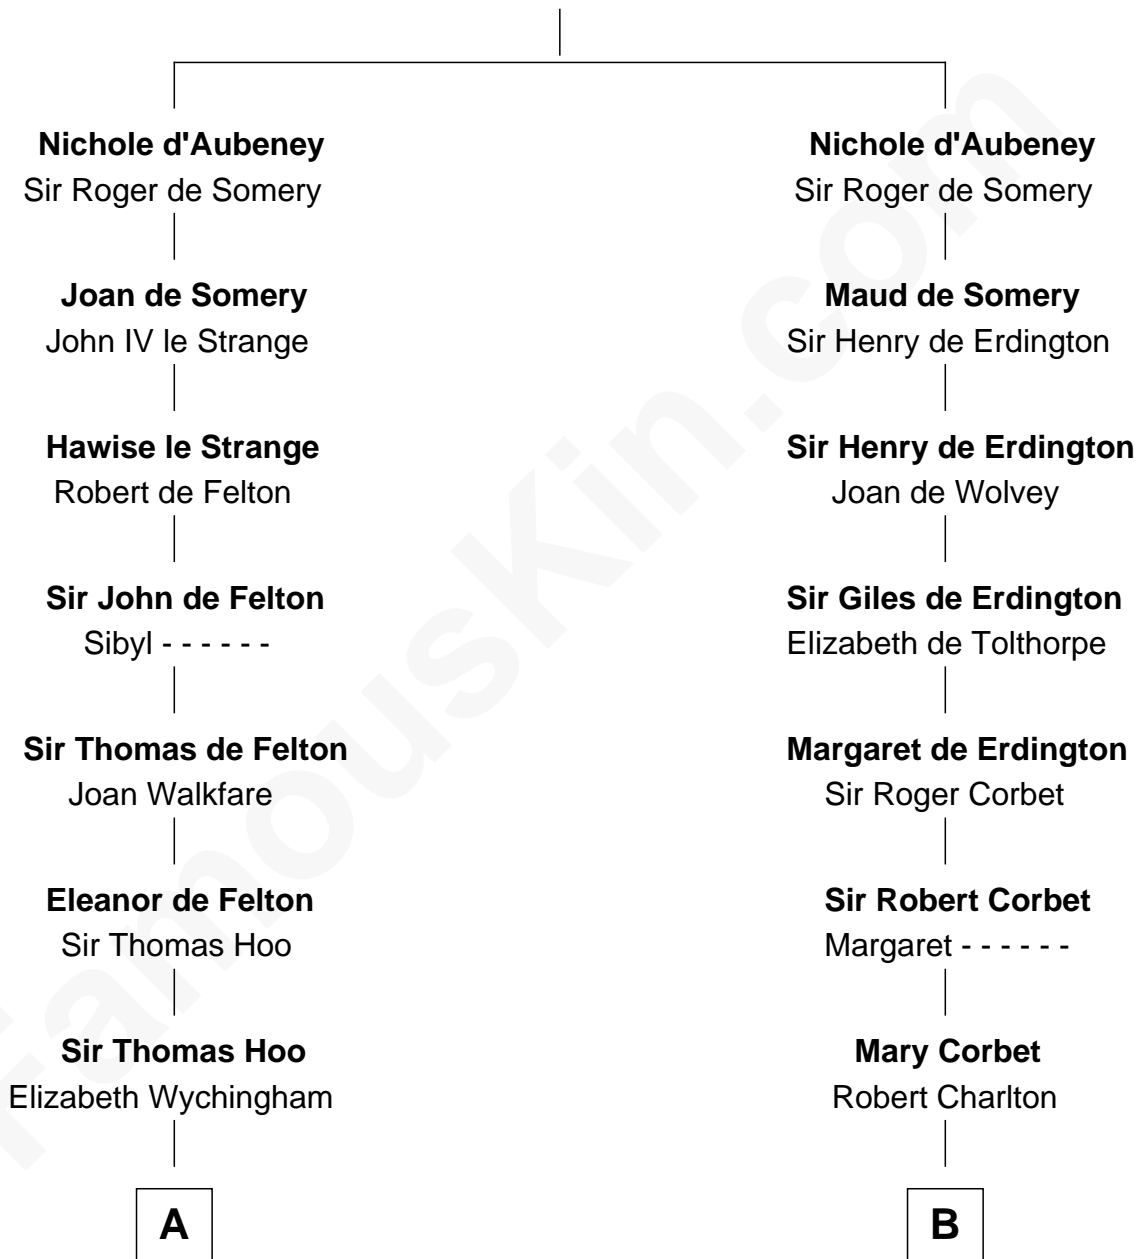 Nichole d'Aubeney
Sir Roger de Somery
Joan de Somery
John IV le Strange
Hawise le Strange
Robert de Felton
Sir John de Felton
Sibyl - - - - - -
Sir Thomas de Felton
Joan Walkfare
Eleanor de Felton
Sir Thomas Hoo
Sir Thomas Hoo
Elizabeth Wychingham
A
Nichole d'Aubeney
Sir Roger de Somery
Maud de Somery
Sir Henry de Erdington
Sir Henry de Erdington
Joan de Wolvey
Sir Giles de Erdington
Elizabeth de Tolthorpe
Margaret de Erdington
Sir Roger Corbet
Sir Robert Corbet
Margaret - - - - - -
Mary Corbet
Robert Charlton
B
FamousKin.com